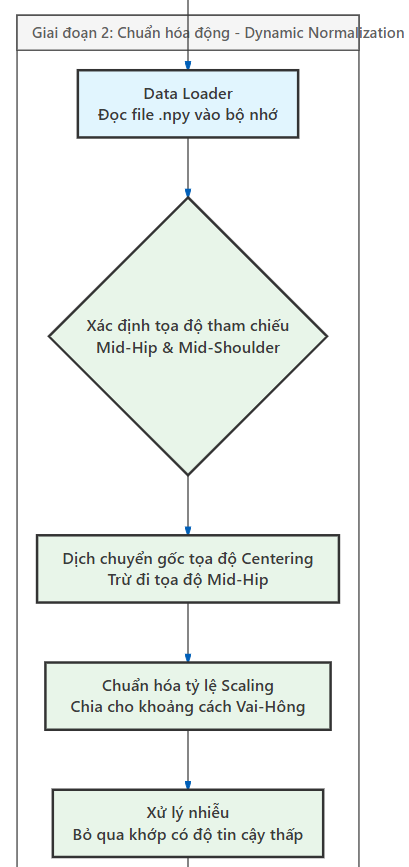 Giai đoạn 2: Chuẩn hóa động - Dynamic Normalization
Data Loader
Đọc file .npy vào bộ nhớ
Xác định tọa độ tham chiếu
Mid-Hip & Mid-Shoulder
Dịch chuyển gốc tọa độ Centering
Trừ đi tọa độ Mid-Hip
Chuẩn hóa tỷ lệ Scaling
Chia cho khoảng cách Vai-Hông
Xử lý nhiễu
Bỏ qua khớp có độ tin cậy thấp